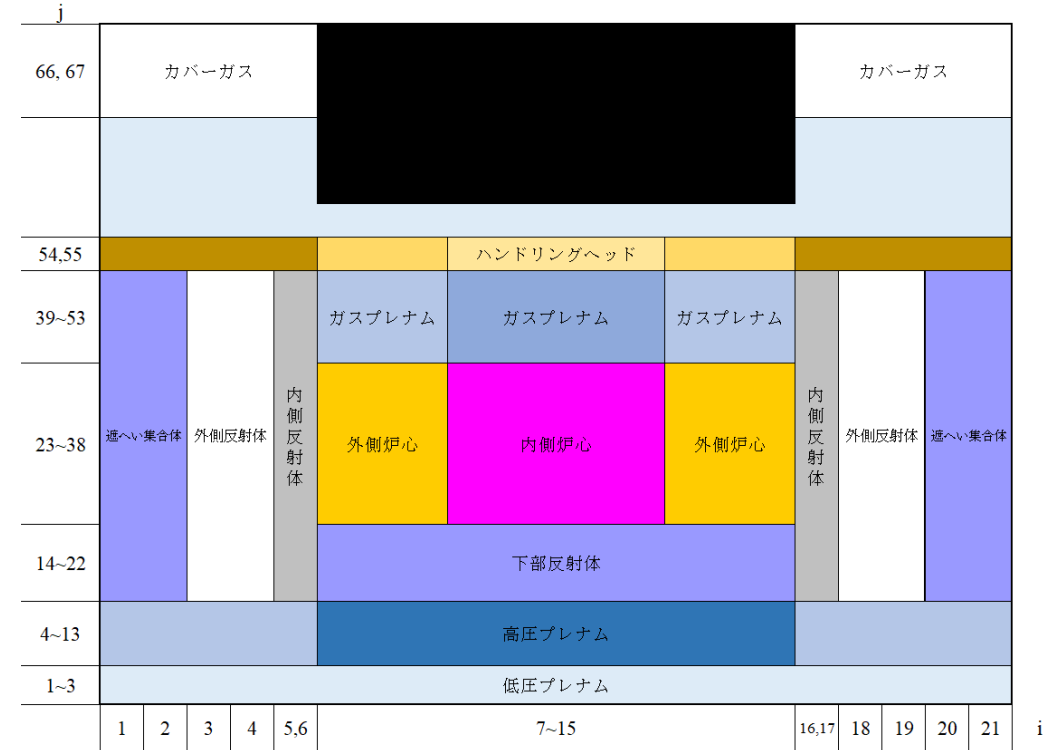 j
66, 67
カバーガス
カバーガス
54,55
ハンドリングヘッド
39~53
ガスプレナム
ガスプレナム
ガスプレナム
23~38
遮へい集合体
外側反射体
内側反射体
外側炉心
内側炉心
外側炉心
内側反射体
外側反射体
遮へい集合体
14~22
下部反射体
4~13
高圧プレナム
1~3
低圧プレナム
1
2
3
4
5,6
7~15
16,17
18
19
20
21
i